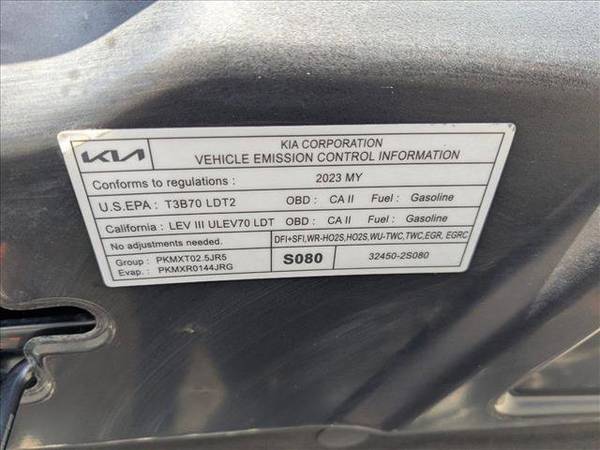 KIA
KIA CORPORATION
VEHICLE EMISSION CONTROL INFORMATION
Conforms to regulations : 2023 MY
U.S.EPA : T3B70 LDT2 OBD : CA II Fuel : Gasoline
California : LEV III ULEV70 LDT OBD : CA II Fuel : Gasoline
No adjustments needed. DFI+SFI,WR-HO2S,HO2S,WU-TWC,TWC,EGR, EGRC
Group : PKMXT02.5JR5
Evap. : PKMXR0144JRG
S080
32450-2S080